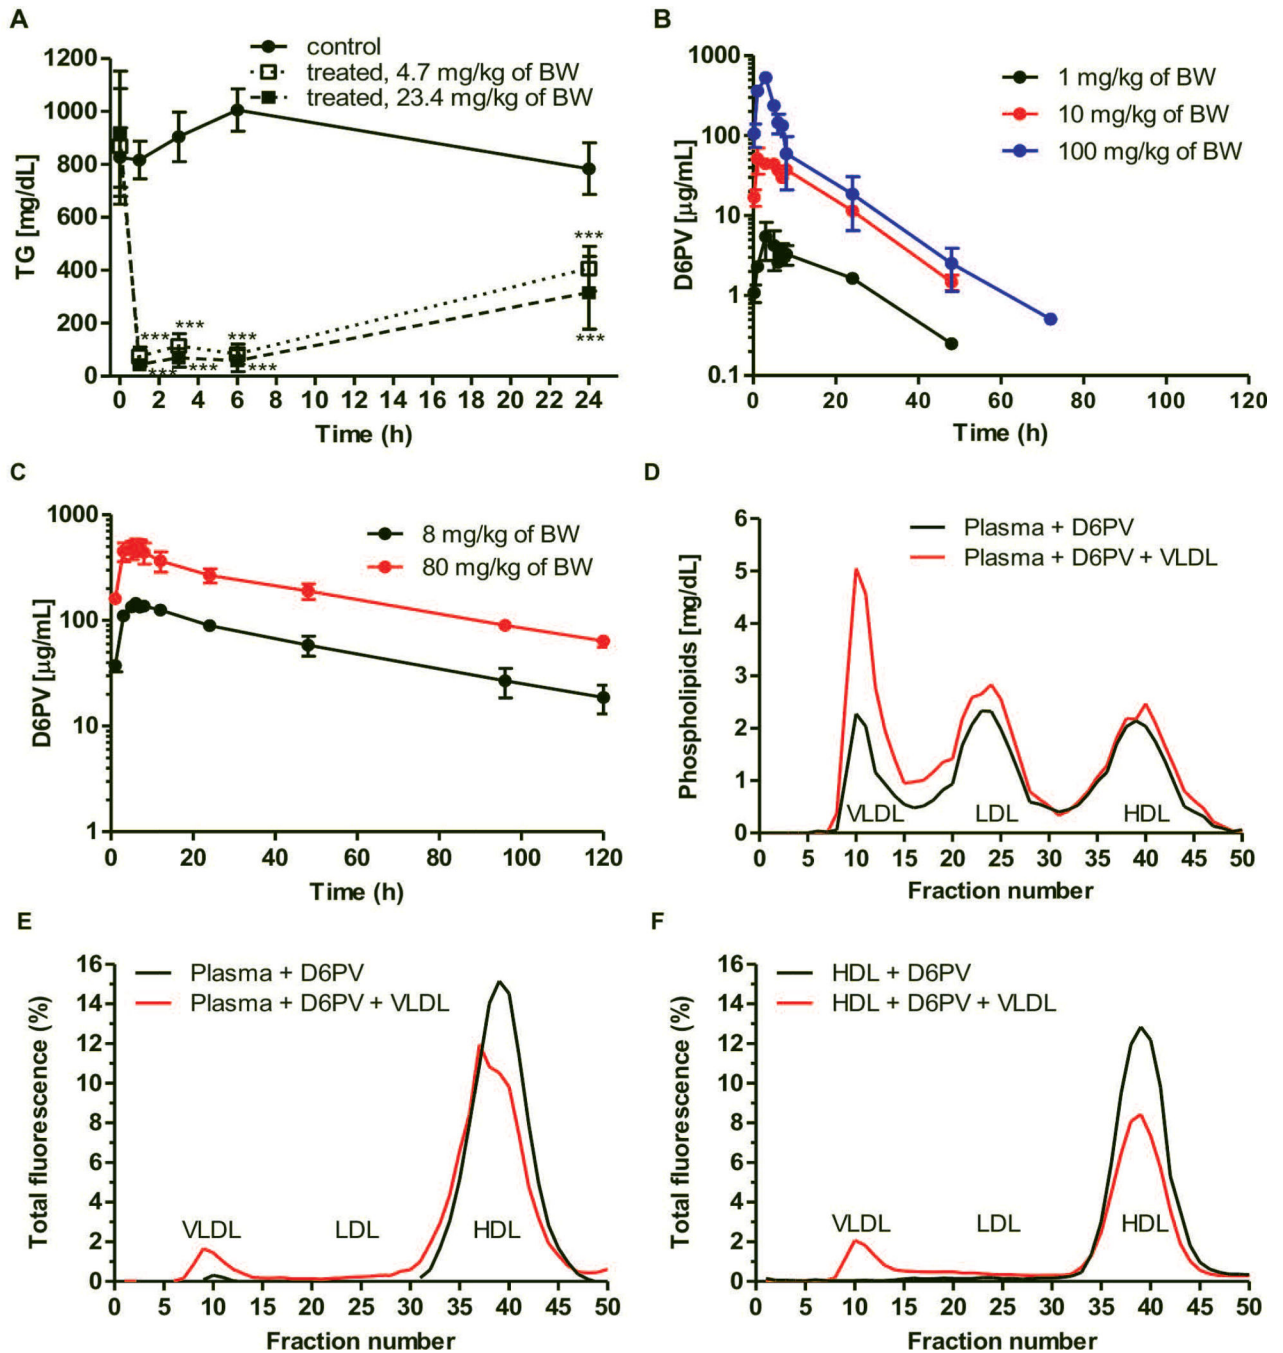 A
control
treated, 4.7 mg/kg of BW
treated, 23.4 mg/kg of BW
1200
1000
800
600
400
200
0
TG [mg/dL]
***
***
***
***
***
***
***
***
0 2 4 6 8 10 12 14 16 18 20 22 24
Time (h)
B
1 mg/kg of BW
10 mg/kg of BW
100 mg/kg of BW
1000
100
10
1
0.1
D6PV [µg/mL]
0 20 40 60 80 100 120
Time (h)
C
8 mg/kg of BW
80 mg/kg of BW
1000
100
10
1
D6PV [µg/mL]
0 20 40 60 80 100 120
Time (h)
D
Plasma + D6PV
Plasma + D6PV + VLDL
6
5
4
3
2
1
0
Phospholipids [mg/dL]
VLDL LDL HDL
0 5 10 15 20 25 30 35 40 45 50
Fraction number
E
Plasma + D6PV
Plasma + D6PV + VLDL
16
14
12
10
8
6
4
2
0
Total fluorescence (%)
VLDL LDL HDL
0 5 10 15 20 25 30 35 40 45 50
Fraction number
F
HDL + D6PV
HDL + D6PV + VLDL
16
14
12
10
8
6
4
2
0
Total fluorescence (%)
VLDL LDL HDL
0 5 10 15 20 25 30 35 40 45 50
Fraction number